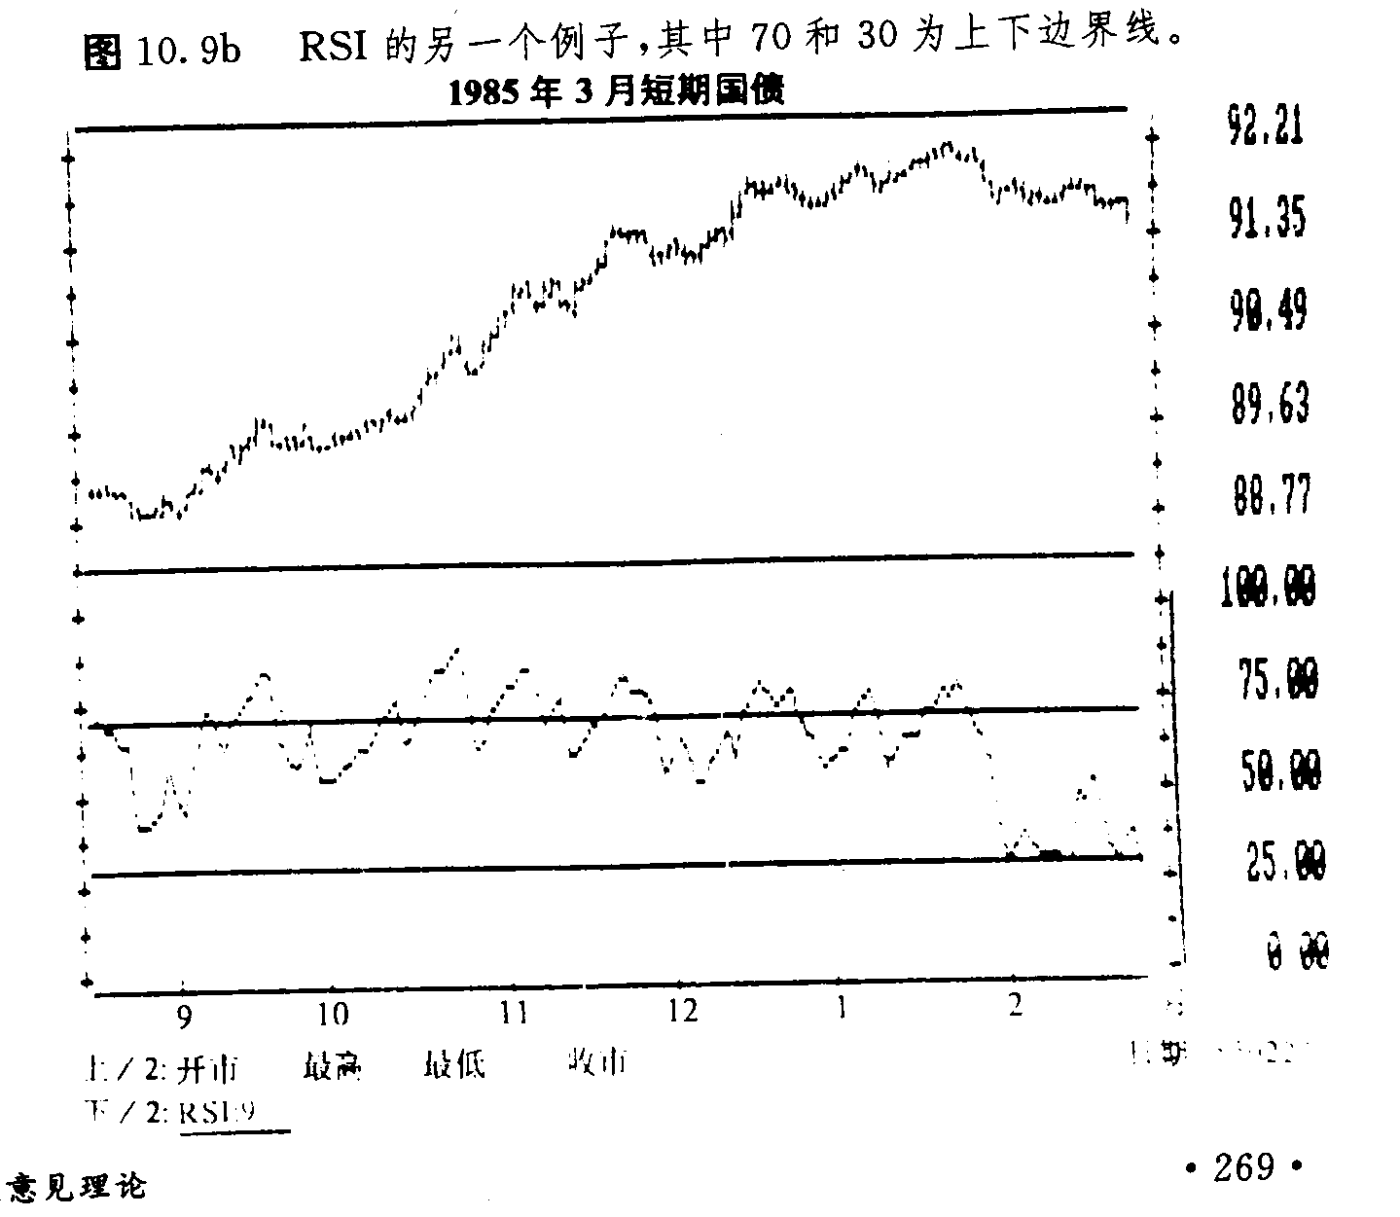 图 10.9b RSI 的另一个例子,其中 70 和 30 为上下边界线。
1985 年 3 月短期国债
92.21
91.35
90.49
89.63
88.77
100.00
75.00
50.00
25.00
0 00
9 10 11 12 1 2
上/2: 开市 最高 最低 收市
日期
下/2: RSI:9
意见理论
·269·